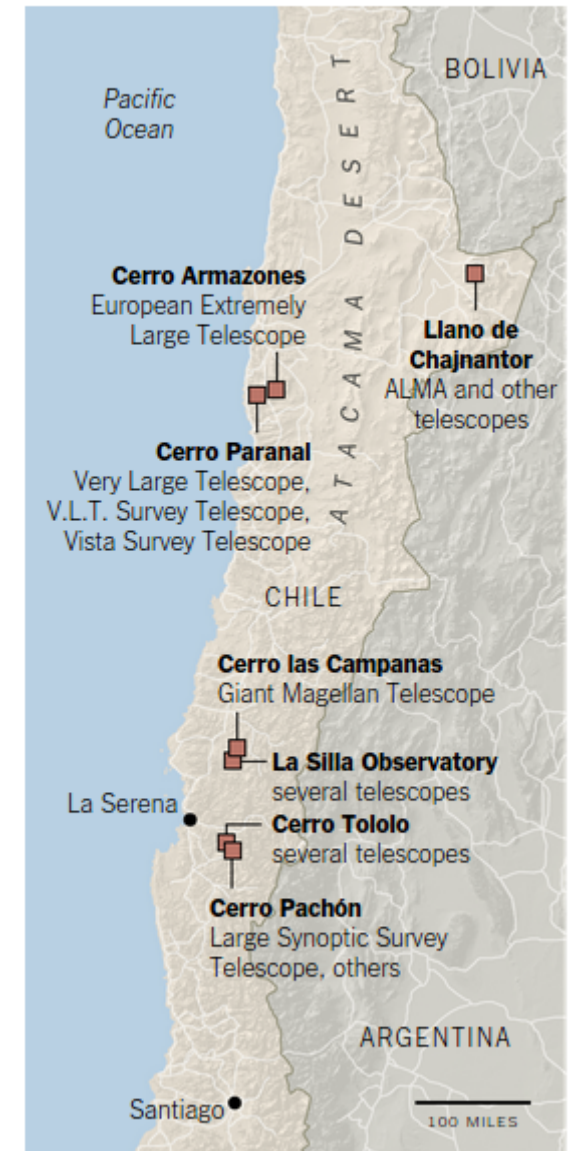 BOLIVIA
Pacific
Ocean
ATACAMA DESERT
Cerro Armazones
European Extremely
Large Telescope
Llano de
Chajnantor
ALMA and other
telescopes
Cerro Paranal
Very Large Telescope,
V.L.T. Survey Telescope,
Vista Survey Telescope
CHILE
Cerro las Campanas
Giant Magellan Telescope
La Silla Observatory
several telescopes
La Serena
Cerro Tololo
several telescopes
Cerro Pachón
Large Synoptic Survey
Telescope, others
ARGENTINA
Santiago
100 MILES